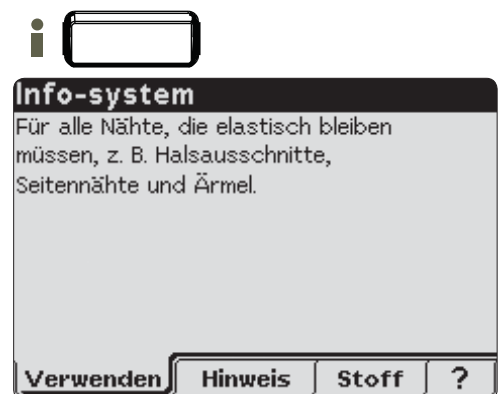 i
Info-system
Für alle Nähte, die elastisch bleiben
müssen, z. B. Halsausschnitte,
Seitennähte und Ärmel.
Verwenden Hinweis Stoff ?